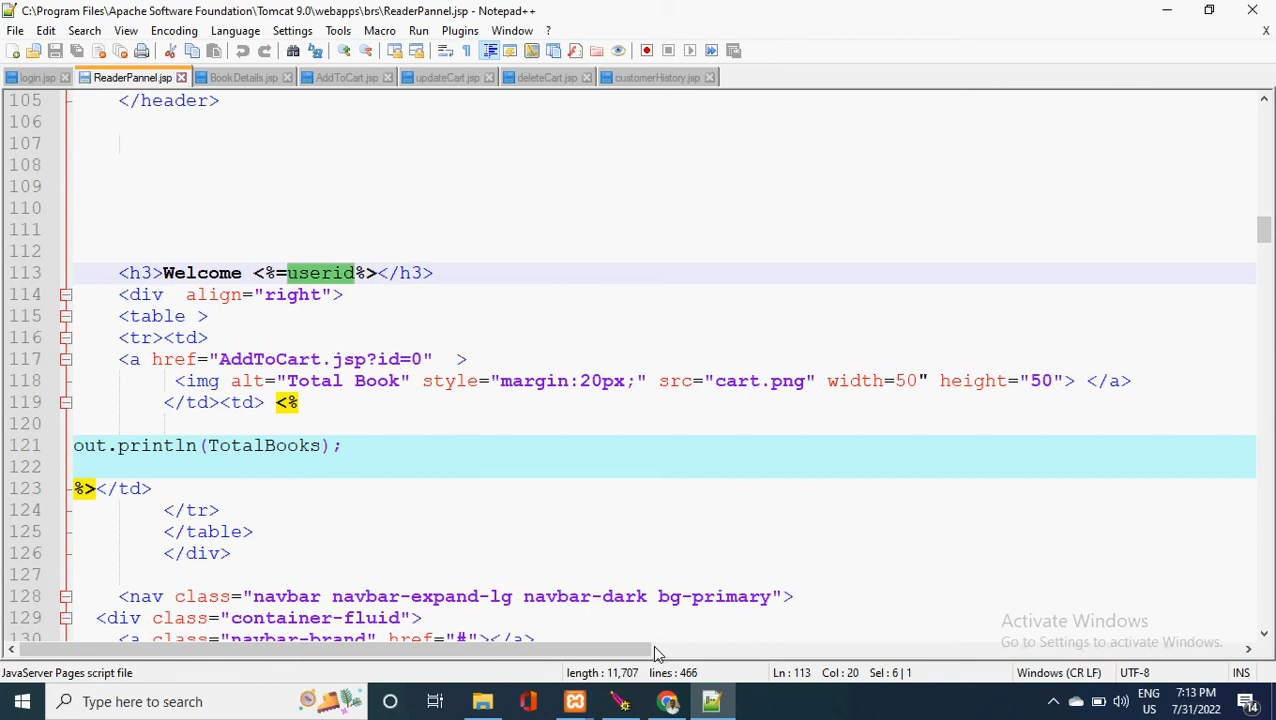 C:\Program Files\Apache Software Foundation\Tomcat 9.0\webapps\brs\ReaderPannel.jsp - Notepad++
File Edit Search View Encoding Language Settings Tools Macro Run Plugins Window ? X
login.jsp ReaderPannel.jsp BookDetails.jsp AddToCart.jsp updateCart.jsp deleteCart.jsp customerHistory.jsp
105 </header>
106
107
108
109
110
111
112
113 <h3>Welcome <%=userid%></h3>
114 <div  align="right">
115 <table >
116 <tr><td>
117 <a href="AddToCart.jsp?id=0"  >
118 <img alt="Total Book" style="margin:20px;" src="cart.png" width=50" height="50"> </a>
119 </td><td> <%
120
121 out.println(TotalBooks);
122
123 %></td>
124 </tr>
125 </table>
126 </div>
127
128 <nav class="navbar navbar-expand-lg navbar-dark bg-primary">
129 <div class="container-fluid">
130 <a class="navbar-brand" href="#"></a>
Activate Windows
Go to Settings to activate Windows.
JavaServer Pages script file length : 11,707 lines : 466 Ln : 113 Col : 20 Sel : 6 | 1 Windows (CR LF) UTF-8 INS
Type here to search ENG US 7:13 PM 7/31/2022 14